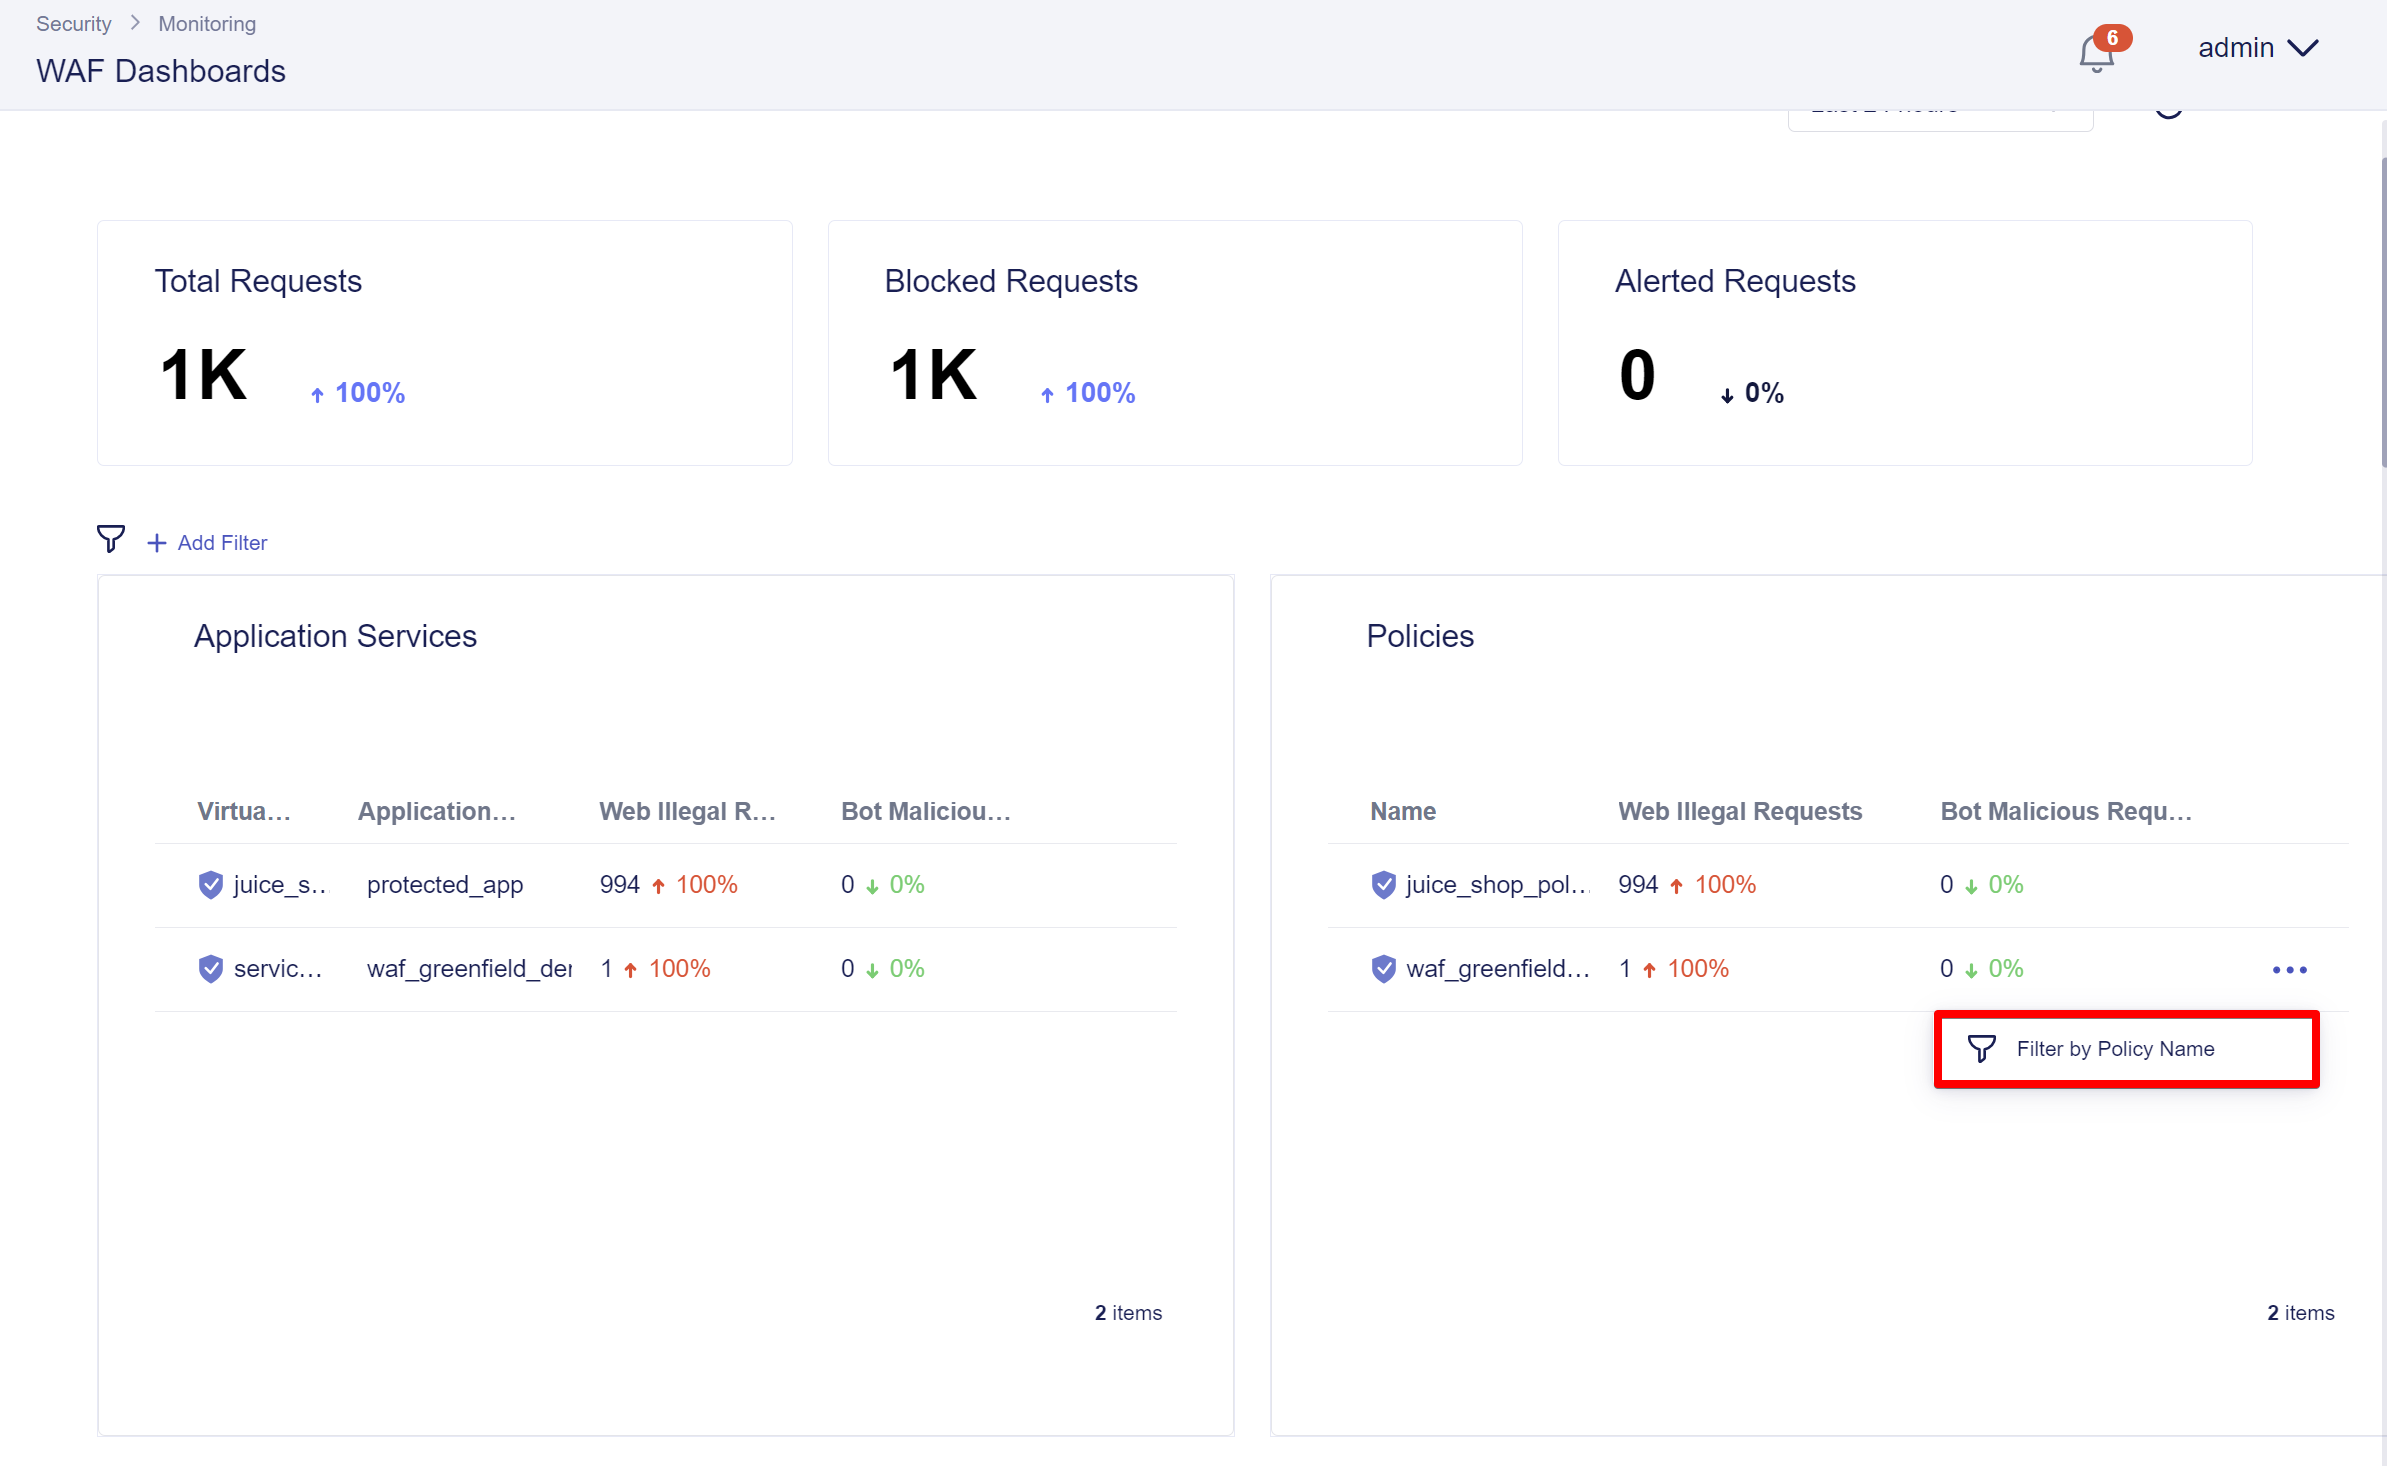 Security > Monitoring
WAF Dashboards
6
admin
Total Requests
1K 100%
Blocked Requests
1K 100%
Alerted Requests
0 0%
Add Filter
Application Services
Virtua... Application... Web Illegal R... Bot Maliciou...
juice_s... protected_app 994 100% 0 0%
servic... waf_greenfield_der 1 100% 0 0%
2 items
Policies
Name Web Illegal Requests Bot Malicious Requ...
juice_shop_pol... 994 100% 0 0%
waf_greenfield... 1 100% 0 0%
Filter by Policy Name
2 items